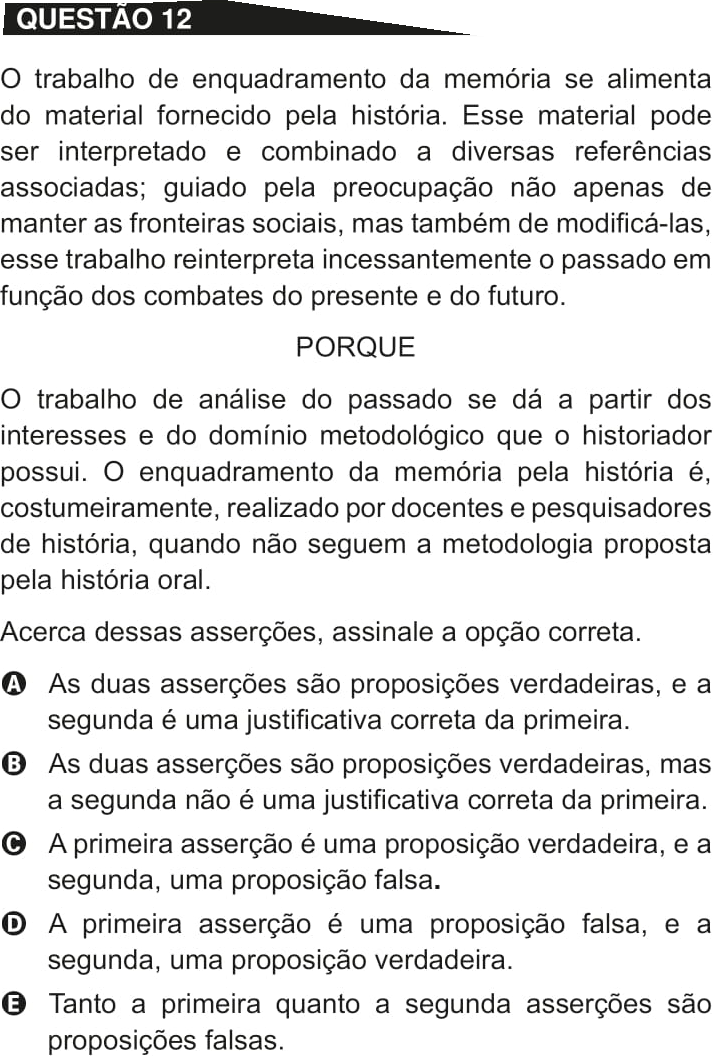 QUESTÃO 12
O trabalho de enquadramento da memória se alimenta
do material fornecido pela história. Esse material pode
ser interpretado e combinado a diversas referências
associadas; guiado pela preocupação não apenas de
manter as fronteiras sociais, mas também de modificá-las,
esse trabalho reinterpreta incessantemente o passado em
função dos combates do presente e do futuro.
PORQUE
O trabalho de análise do passado se dá a partir dos
interesses e do domínio metodológico que o historiador
possui. O enquadramento da memória pela história é,
costumeiramente, realizado por docentes e pesquisadores
de história, quando não seguem a metodologia proposta
pela história oral.
Acerca dessas asserções, assinale a opção correta.
A As duas asserções são proposições verdadeiras, e a
segunda é uma justificativa correta da primeira.
B As duas asserções são proposições verdadeiras, mas
a segunda não é uma justificativa correta da primeira.
C A primeira asserção é uma proposição verdadeira, e a
segunda, uma proposição falsa.
D A primeira asserção é uma proposição falsa, e a
segunda, uma proposição verdadeira.
E Tanto a primeira quanto a segunda asserções são
proposições falsas.